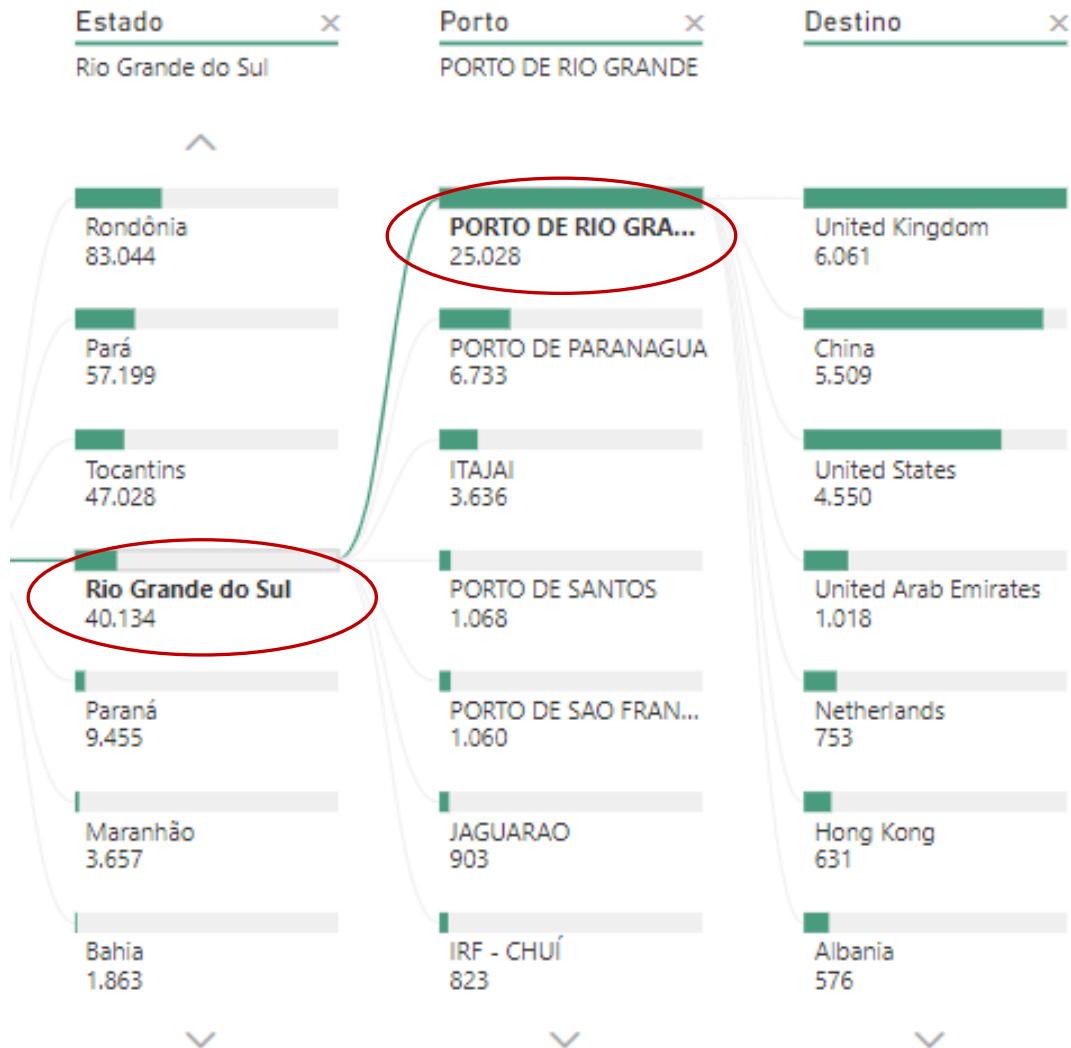 Estado ×
Rio Grande do Sul
Rondônia
83.044
Pará
57.199
Tocantins
47.028
Rio Grande do Sul
40.134
Paraná
9.455
Maranhão
3.657
Bahia
1.863
Porto ×
PORTO DE RIO GRANDE
PORTO DE RIO GRA...
25.028
PORTO DE PARANAGUA
6.733
ITAJAI
3.636
PORTO DE SANTOS
1.068
PORTO DE SAO FRAN...
1.060
JAGUARAO
903
IRF - CHUÍ
823
Destino ×
United Kingdom
6.061
China
5.509
United States
4.550
United Arab Emirates
1.018
Netherlands
753
Hong Kong
631
Albania
576